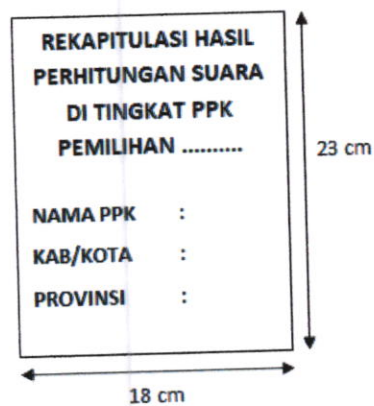 REKAPITULASI HASIL
PERHITUNGAN SUARA
DI TINGKAT PPK
PEMILIHAN ..........
NAMA PPK :
KAB/KOTA :
PROVINSI :
23 cm
18 cm